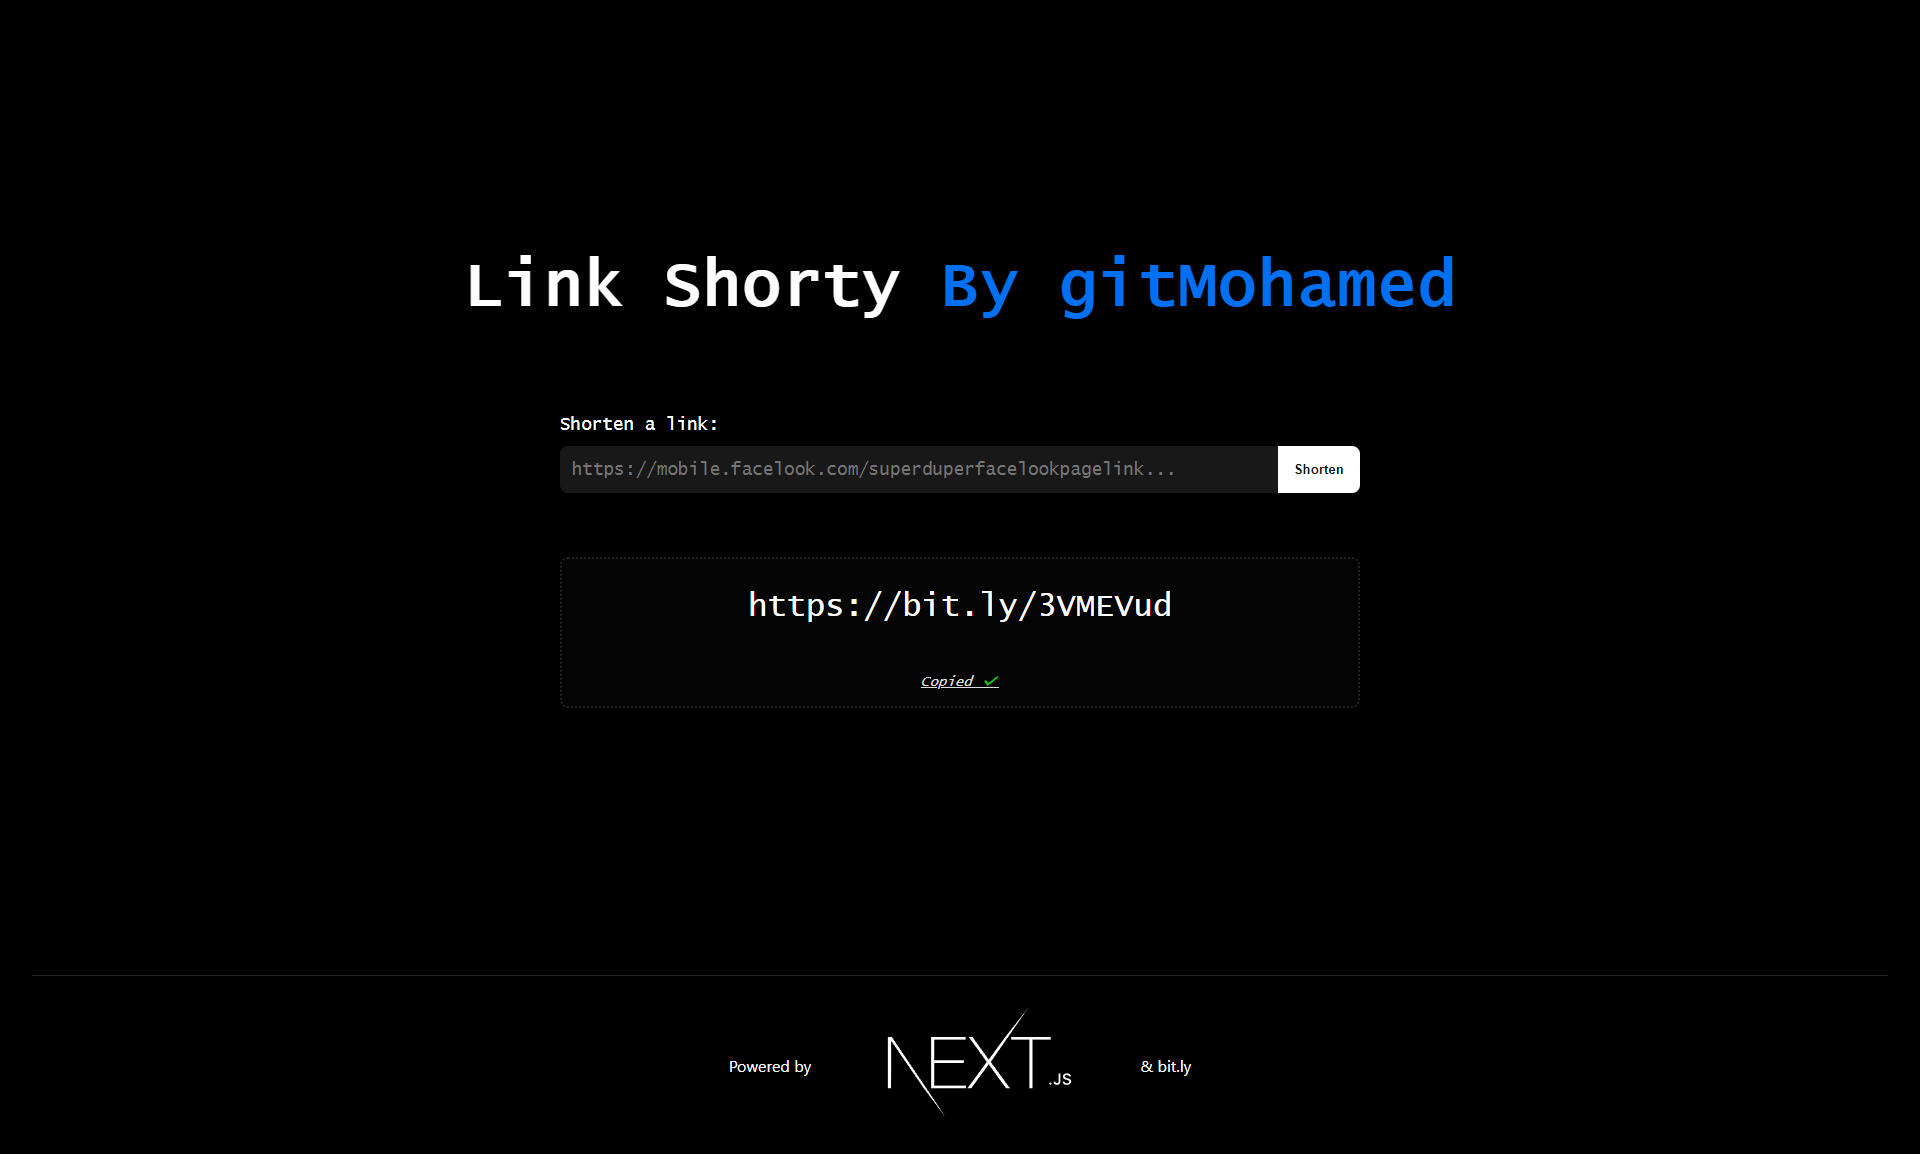 Link Shorty By gitMohamed
Shorten a link:
https://mobile.facelook.com/superduperfacelookpagelink...
Shorten
https://bit.ly/3VMEVud
Copied ✓
Powered by NEXT.JS & bit.ly